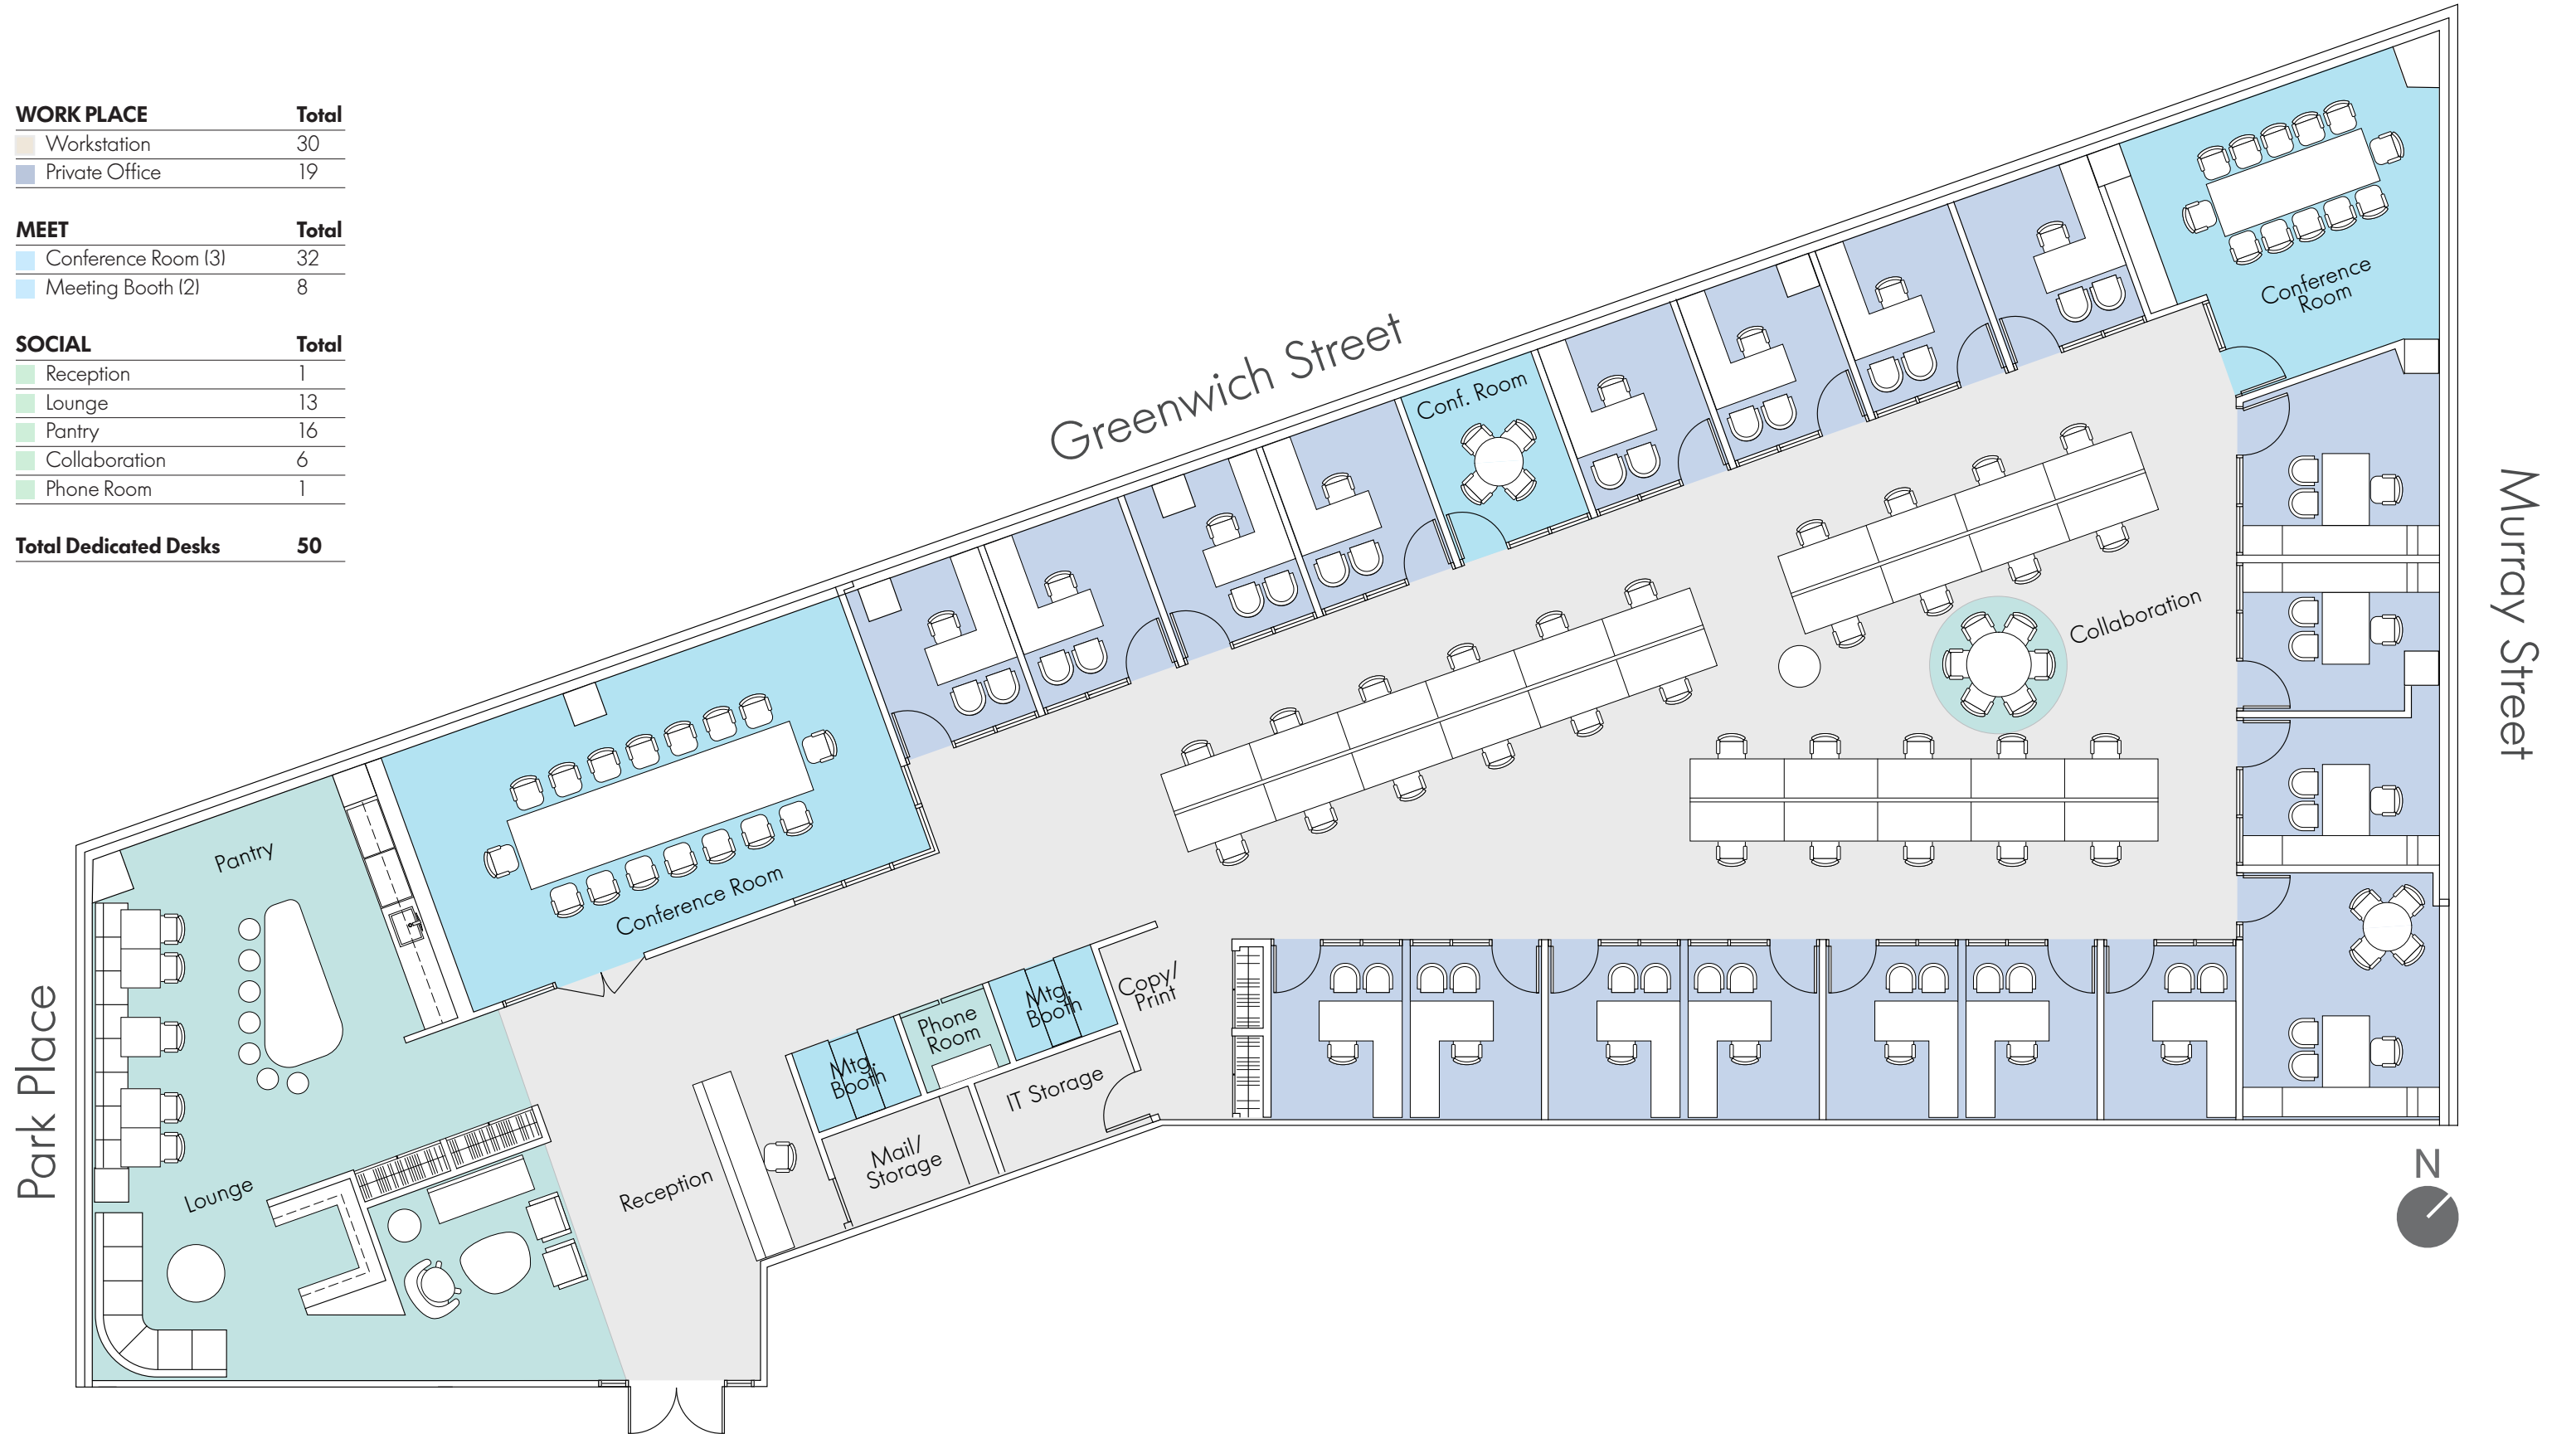 WORK PLACE Total
Workstation 30
Private Office 19
MEET Total
Conference Room (3) 32
Meeting Booth (2) 8
SOCIAL Total
Reception 1
Lounge 13
Pantry 16
Collaboration 6
Phone Room 1
Total Dedicated Desks 50
Greenwich Street
Murray Street
Park Place
Conference
Room
Conf. Room
Collaboration
Pantry
Conference Room
Copy/
Print
Mtg.
Booth
Phone
Room
Mtg.
Booth
IT Storage
Mail/
Storage
Reception
Lounge
N